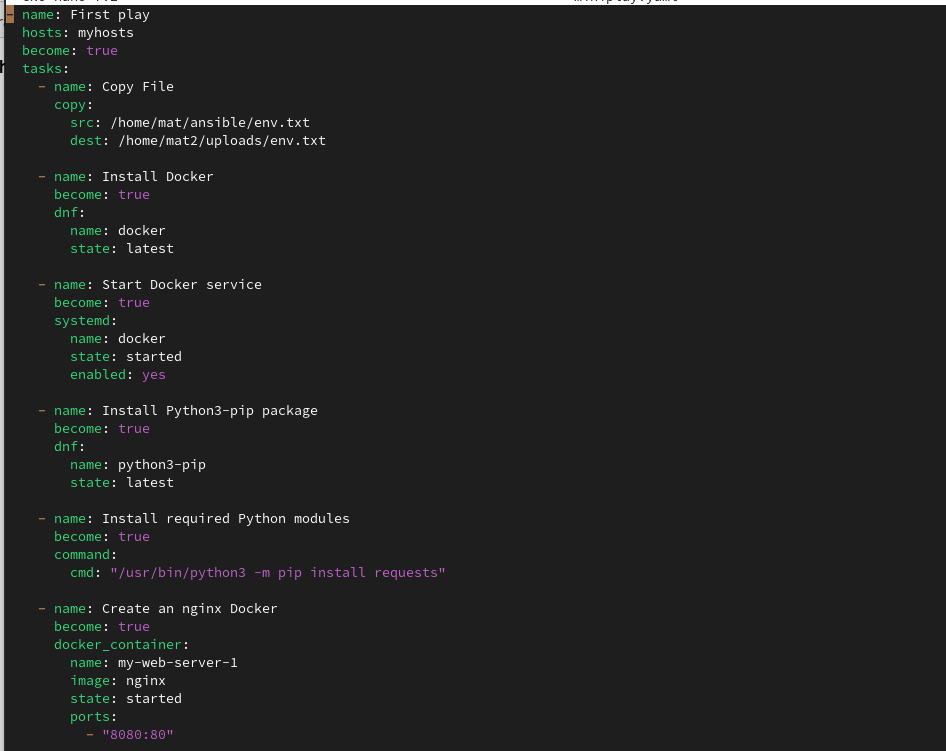 - name: First play
  hosts: myhosts
  become: true
  tasks:
    - name: Copy File
      copy:
        src: /home/mat/ansible/env.txt
        dest: /home/mat2/uploads/env.txt

    - name: Install Docker
      become: true
      dnf:
        name: docker
        state: latest

    - name: Start Docker service
      become: true
      systemd:
        name: docker
        state: started
        enabled: yes

    - name: Install Python3-pip package
      become: true
      dnf:
        name: python3-pip
        state: latest

    - name: Install required Python modules
      become: true
      command:
        cmd: "/usr/bin/python3 -m pip install requests"

    - name: Create an nginx Docker
      become: true
      docker_container:
        name: my-web-server-1
        image: nginx
        state: started
        ports:
          - "8080:80"